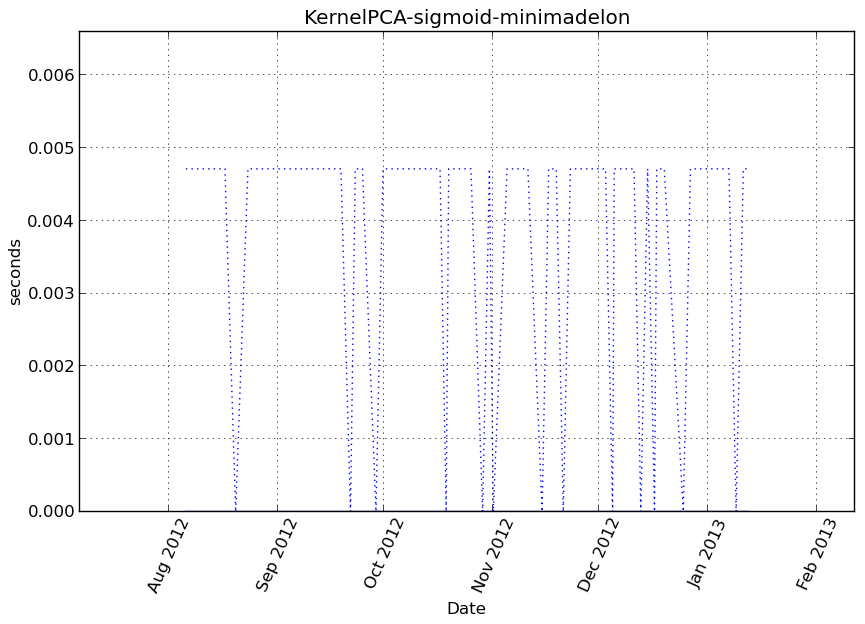 KernelPCA-sigmoid-minimadelon
0.006
0.005
0.004
0.003
0.002
0.001
0.000
seconds
Aug 2012
Sep 2012
Oct 2012
Nov 2012
Dec 2012
Jan 2013
Feb 2013
Date